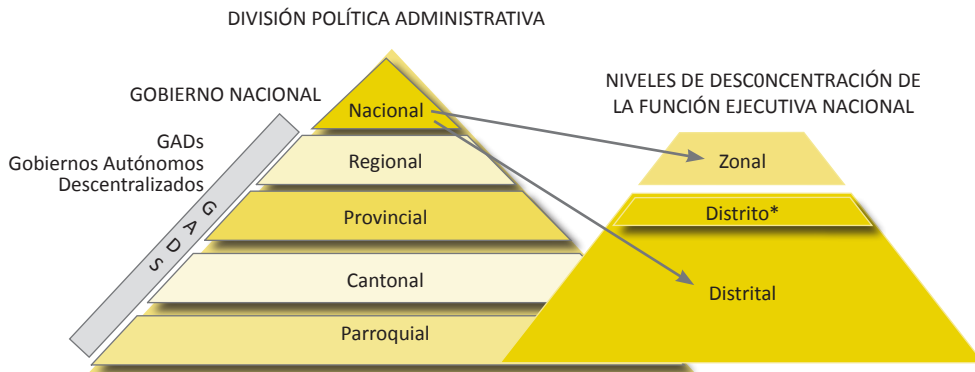 DIVISIÓN POLÍTICA ADMINISTRATIVA
GOBIERNO NACIONAL
GADs
Gobiernos Autónomos
Descentralizados
GADS
Nacional
Regional
Provincial
Cantonal
Parroquial
NIVELES DE DESC0NCENTRACIÓN DE
LA FUNCIÓN EJECUTIVA NACIONAL
Zonal
Distrito*
Distrital